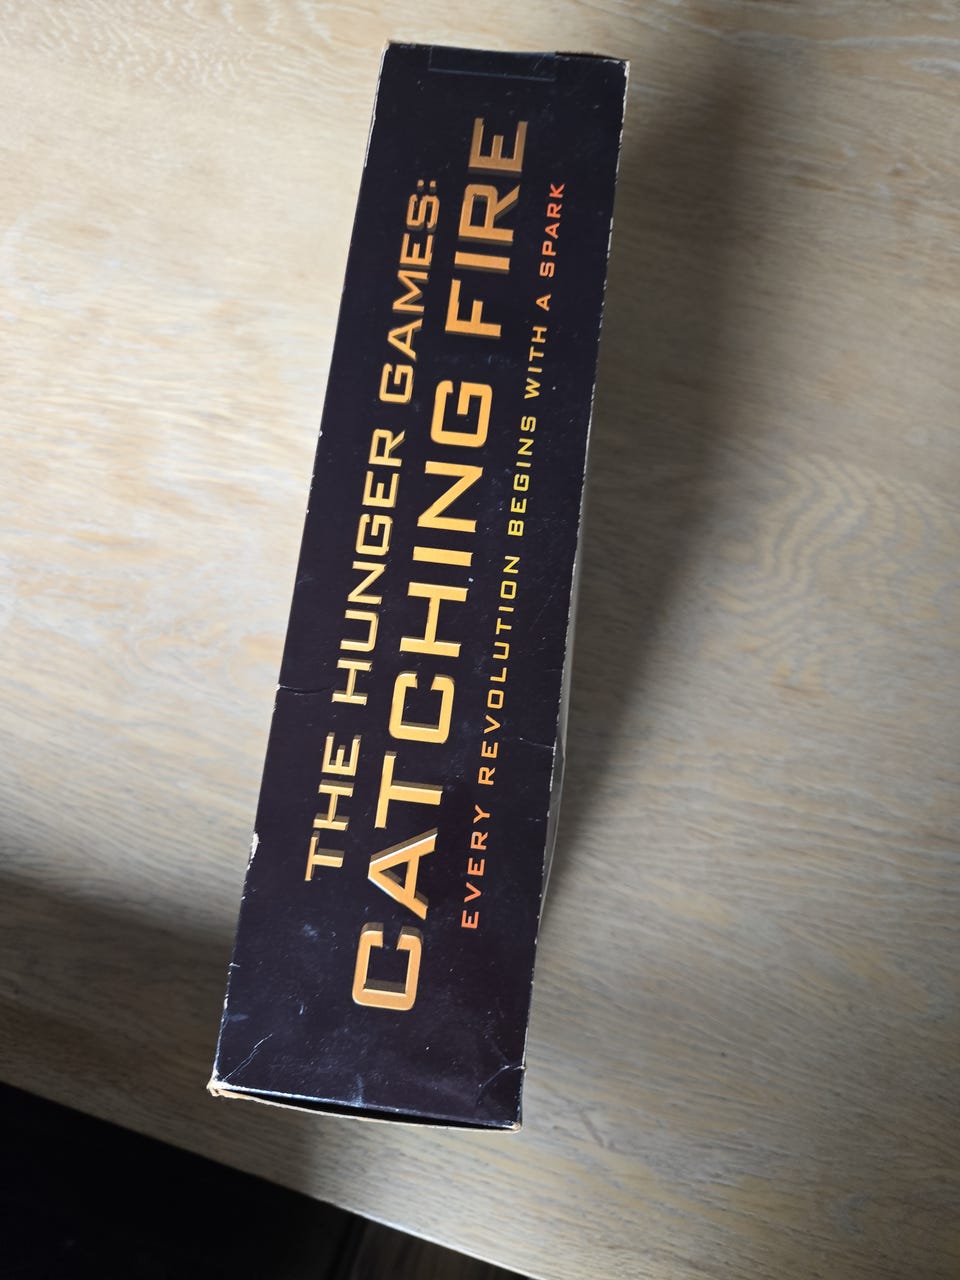 THE HUNGER GAMES:
CATCHING FIRE
EVERY REVOLUTION BEGINS WITH A SPARK